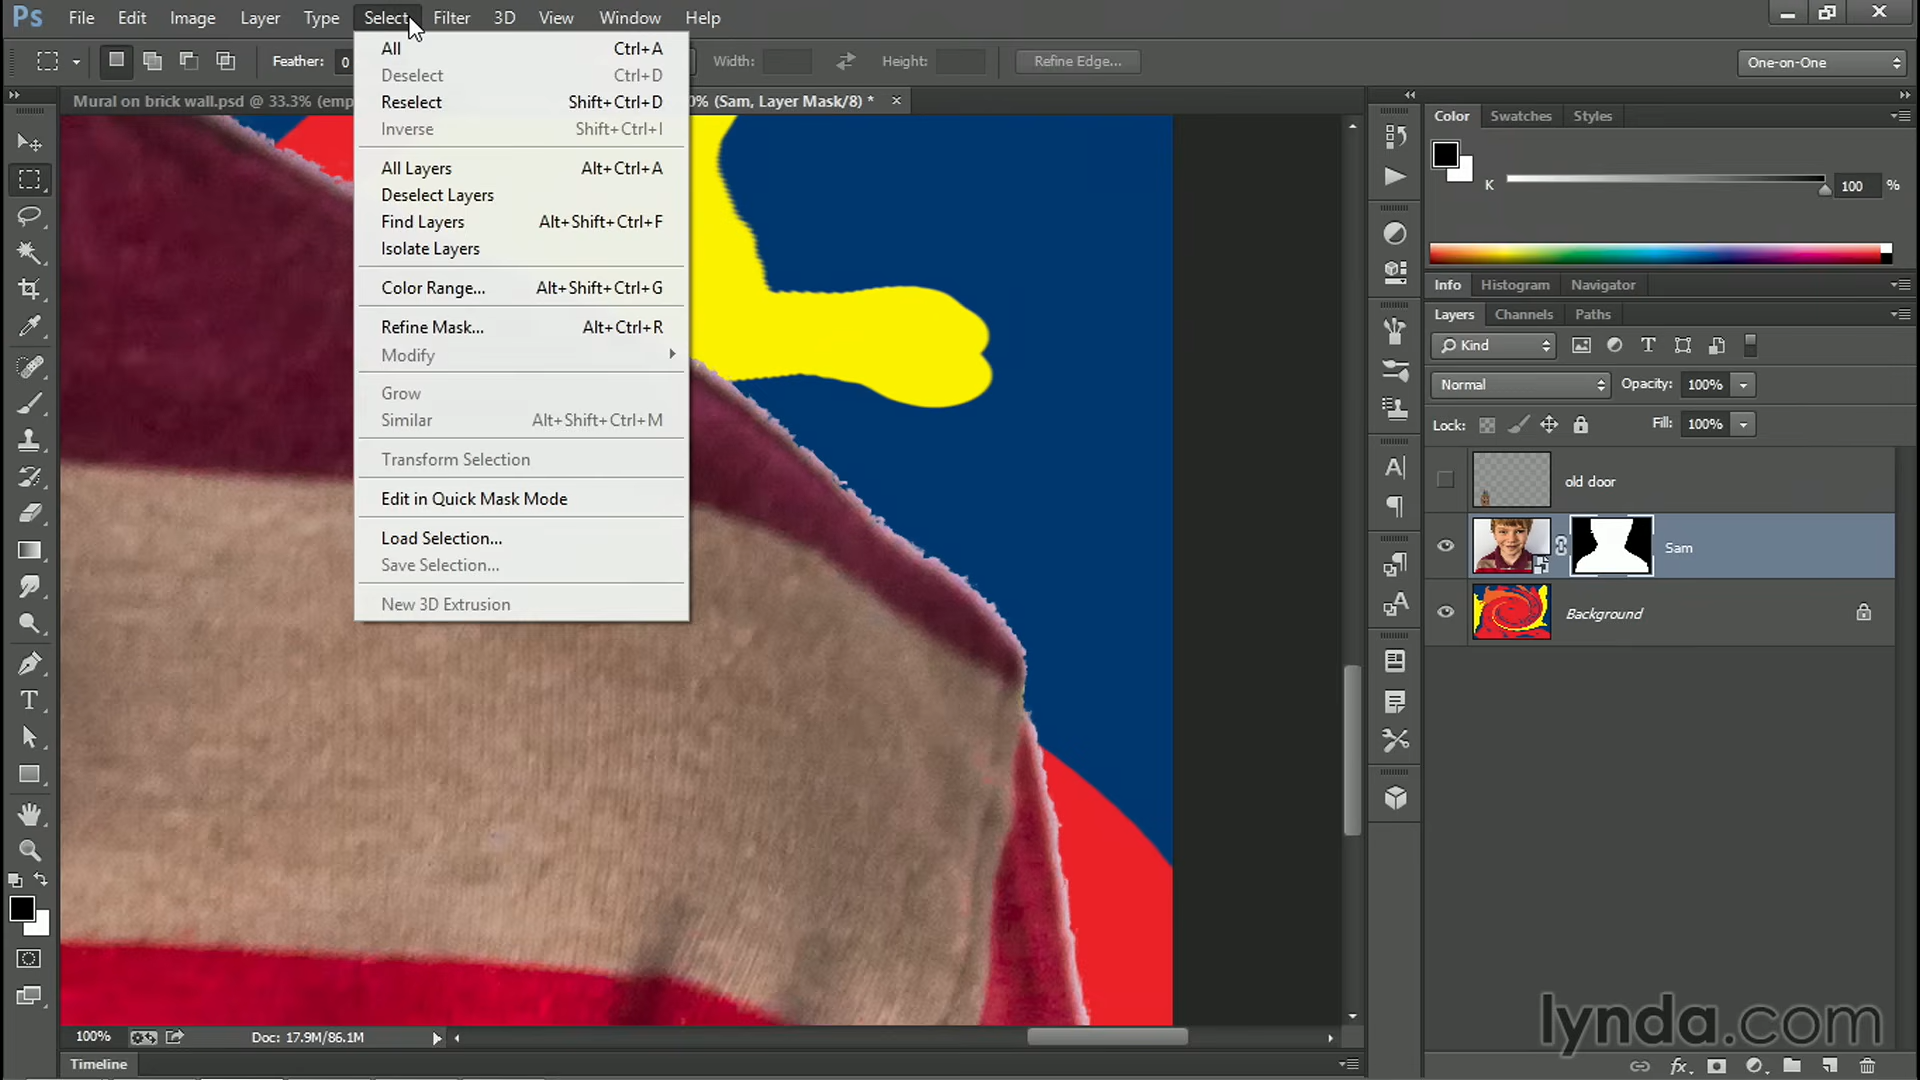 Ps File Edit Image Layer Type Select Filter 3D View Window Help
Feather: 0 Width: Height: Refine Edge... One-on-One
Mural on brick wall.psd @ 33.3% (emp 0% (Sam, Layer Mask/8) * ×
All Ctrl+A
Deselect Ctrl+D
Reselect Shift+Ctrl+D
Inverse Shift+Ctrl+I
All Layers Alt+Ctrl+A
Deselect Layers
Find Layers Alt+Shift+Ctrl+F
Isolate Layers
Color Range... Alt+Shift+Ctrl+G
Refine Mask... Alt+Ctrl+R
Modify
Grow
Similar Alt+Shift+Ctrl+M
Transform Selection
Edit in Quick Mask Mode
Load Selection...
Save Selection...
New 3D Extrusion
Color Swatches Styles
K 100 %
Info Histogram Navigator
Layers Channels Paths
Kind
Normal Opacity: 100%
Lock: Fill: 100%
old door
Sam
Background
100% Doc: 17.9M/86.1M
Timeline
lynda.com